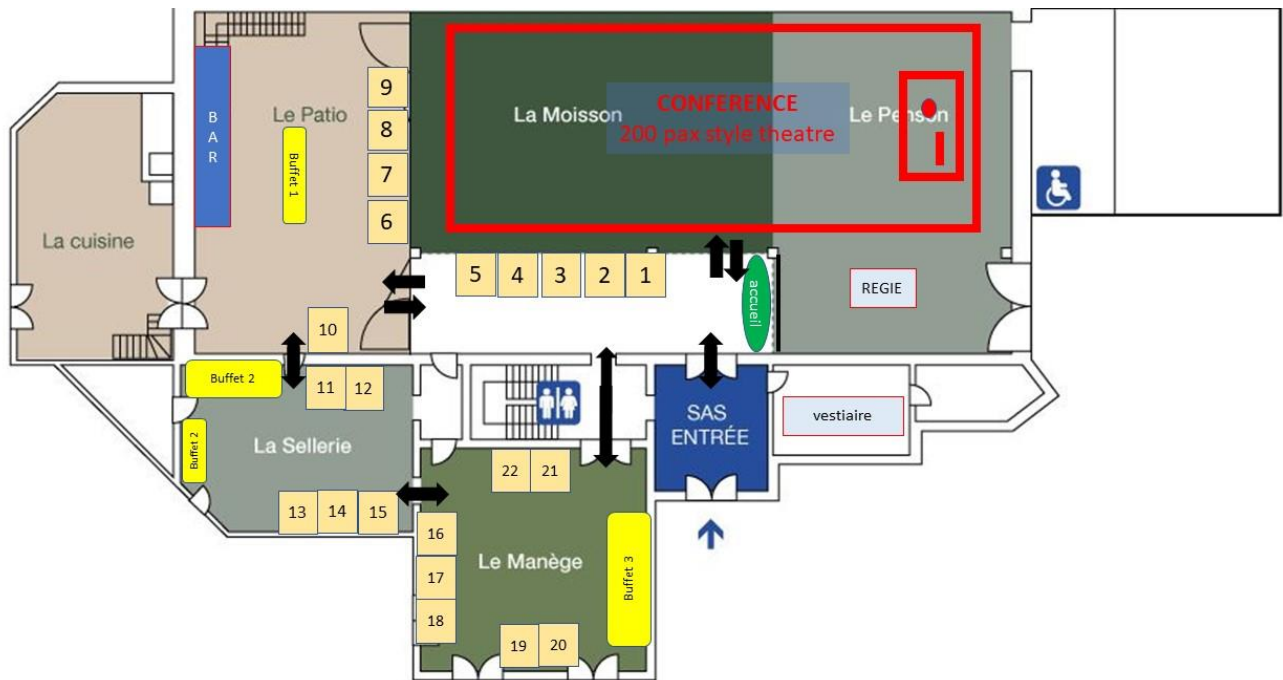 BAR
Le Patio
Buffet 1
9
8
7
6
La Moisson
CONFERENCE
200 pax style theatre
Le Penson
La cuisine
5
4
3
2
1
accueil
REGIE
10
Buffet 2
11
12
Buffet 2
La Sellerie
13
14
15
SAS
ENTRÉE
vestiaire
22
21
16
17
18
Le Manège
Buffet 3
19
20